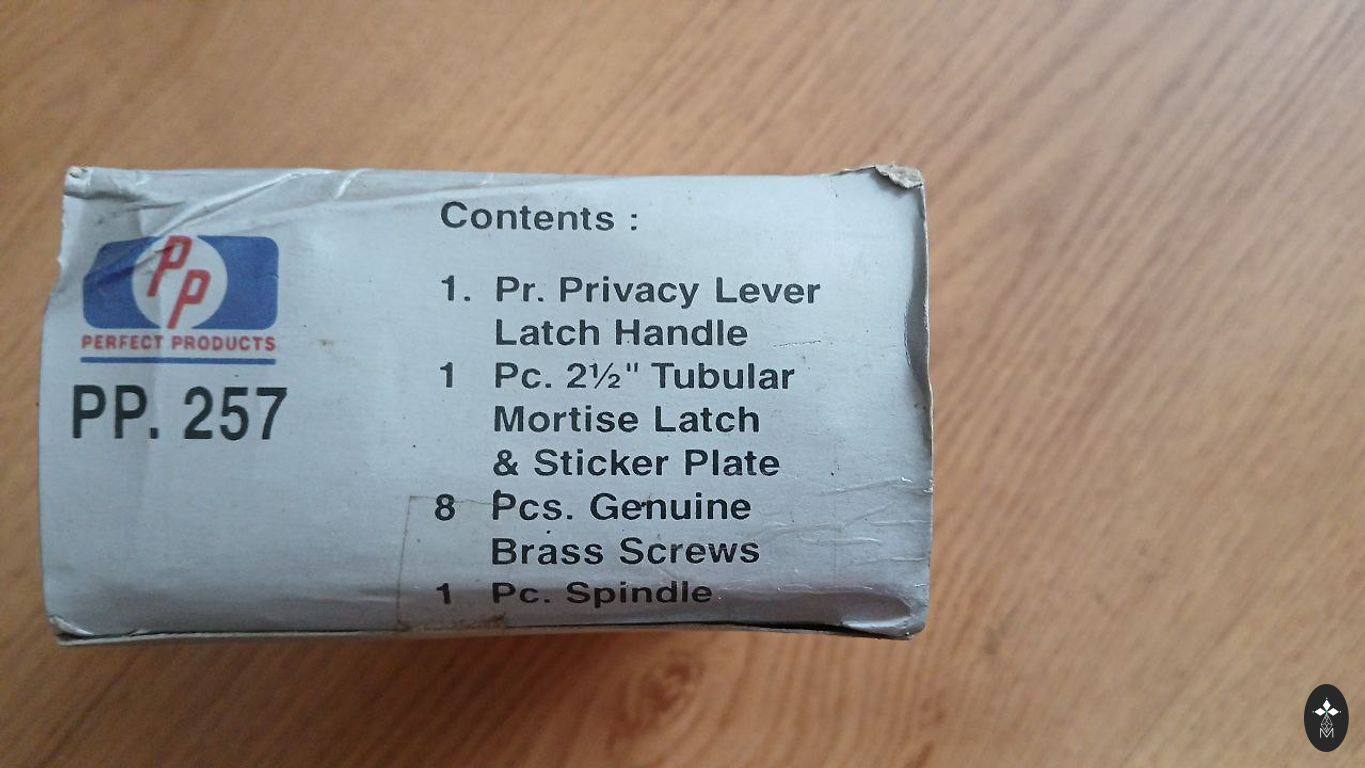 PP
PERFECT PRODUCTS
PP. 257
Contents :
1. Pr. Privacy Lever
Latch Handle
1 Pc. 2½" Tubular
Mortise Latch
& Sticker Plate
8 Pcs. Genuine
Brass Screws
1 Pc. Spindle
M